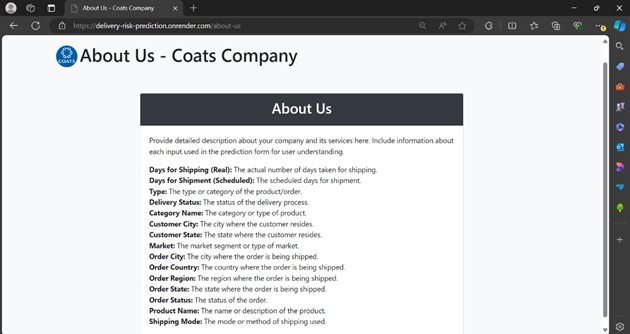 About Us - Coats Company
https://delivery-risk-prediction.onrender.com/about-us
COATS
About Us - Coats Company
About Us
Provide detailed description about your company and its services here. Include information about
each input used in the prediction form for user understanding.
Days for Shipping (Real): The actual number of days taken for shipping.
Days for Shipment (Scheduled): The scheduled days for shipment.
Type: The type or category of the product/order.
Delivery Status: The status of the delivery process.
Category Name: The category or type of product.
Customer City: The city where the customer resides.
Customer State: The state where the customer resides.
Market: The market segment or type of market.
Order City: The city where the order is being shipped.
Order Country: The country where the order is being shipped.
Order Region: The region where the order is being shipped.
Order State: The state where the order is being shipped.
Order Status: The status of the order.
Product Name: The name or description of the product.
Shipping Mode: The mode or method of shipping used.